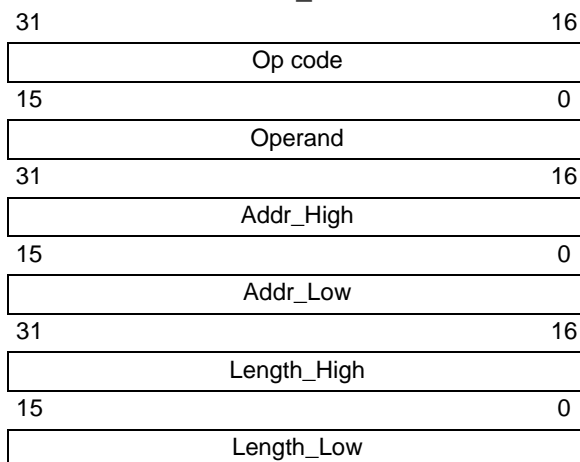 31 16
Op code
15 0
Operand
31 16
Addr_High
15 0
Addr_Low
31 16
Length_High
15 0
Length_Low